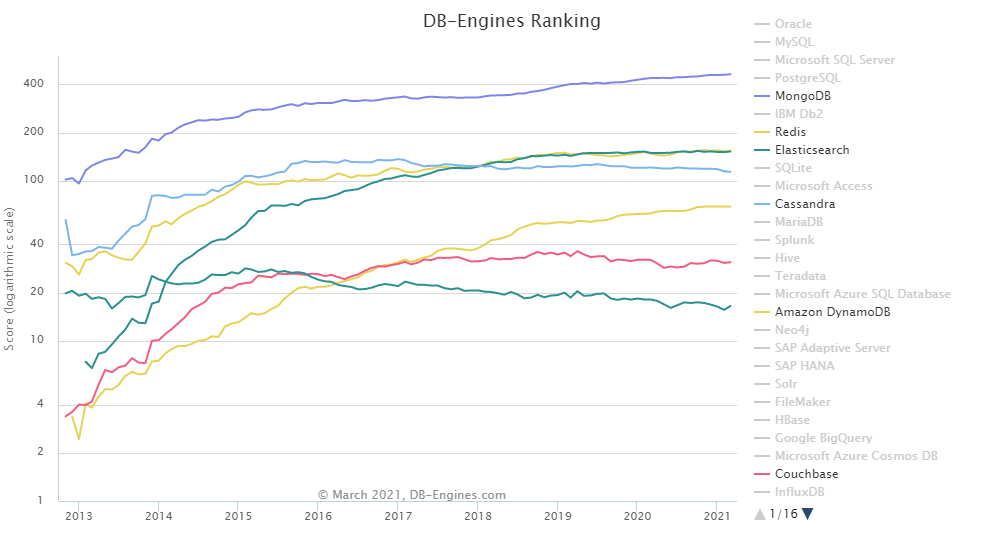 DB-Engines Ranking
Score (logarithmic scale)
400
200
100
40
20
10
4
2
1
2013 2014 2015 2016 2017 2018 2019 2020 2021
© March 2021, DB-Engines.com
Oracle
MySQL
Microsoft SQL Server
PostgreSQL
MongoDB
IBM Db2
Redis
Elasticsearch
SQLite
Microsoft Access
Cassandra
MariaDB
Splunk
Hive
Teradata
Microsoft Azure SQL Database
Amazon DynamoDB
Neo4j
SAP Adaptive Server
SAP HANA
Solr
FileMaker
HBase
Google BigQuery
Microsoft Azure Cosmos DB
Couchbase
InfluxDB
1/16